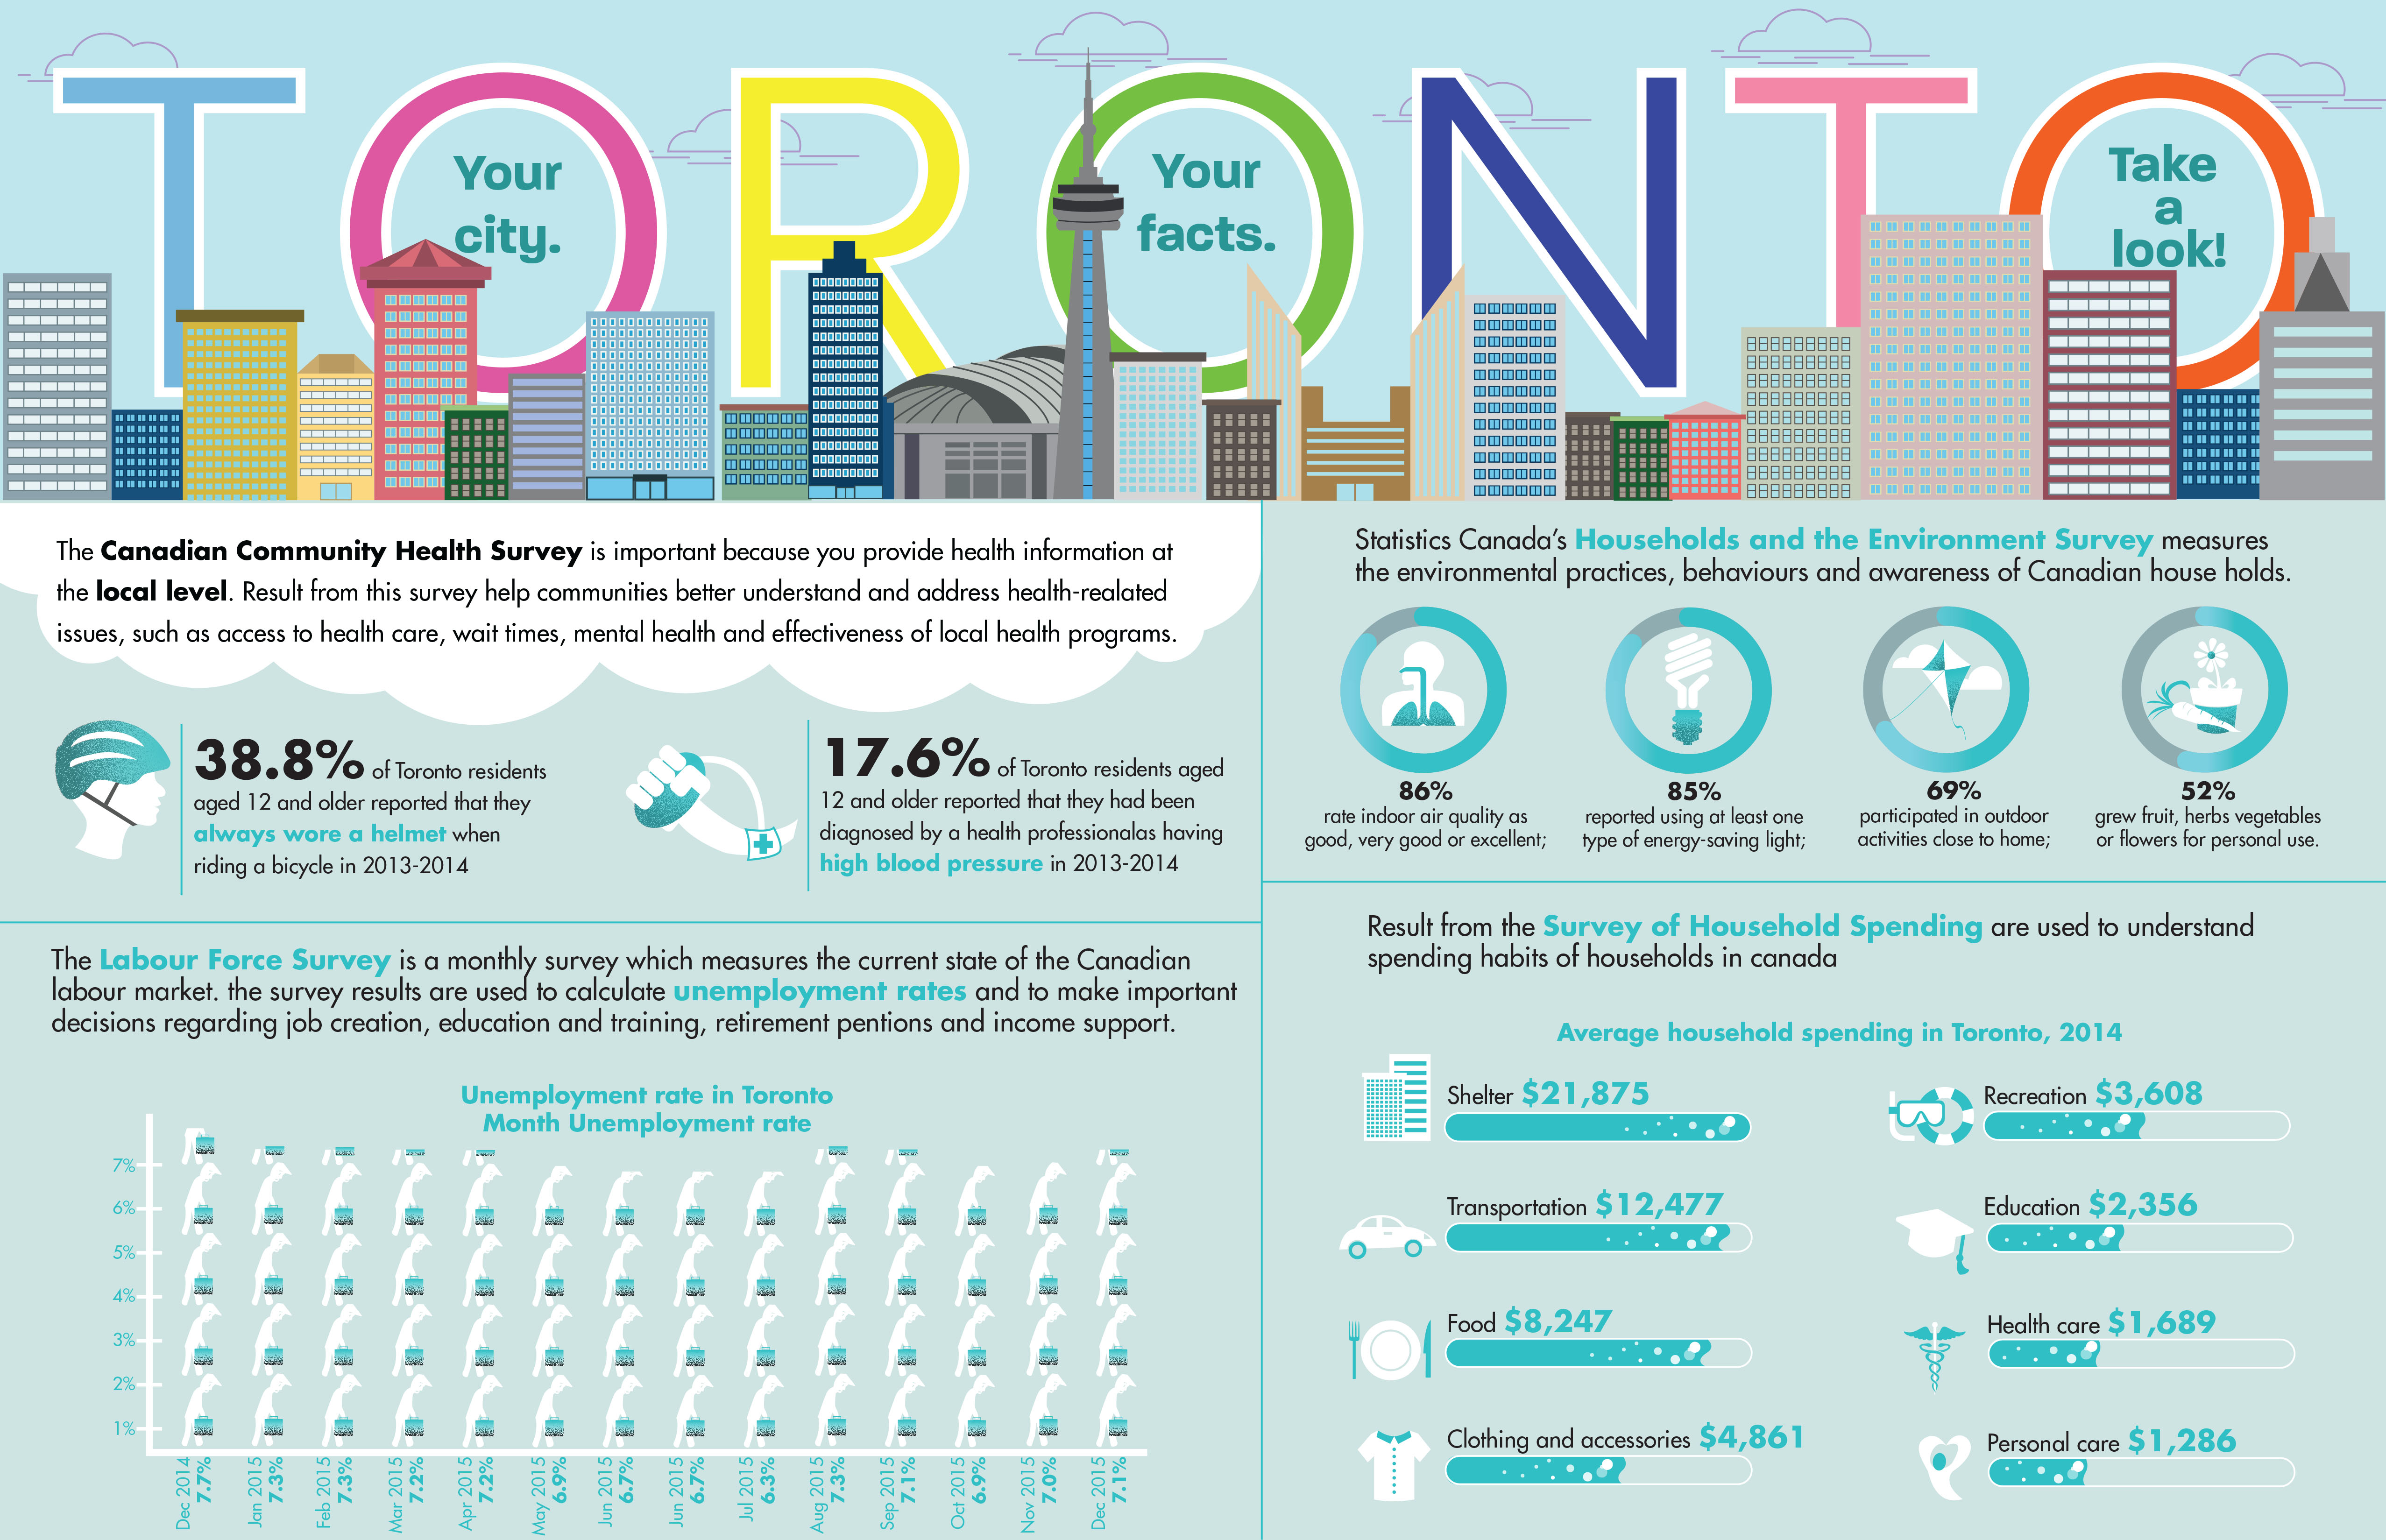 TORONTO
Your
city.
Your
facts.
Take
a
look!
The Canadian Community Health Survey is important because you provide health information at
the local level. Result from this survey help communities better understand and address health-realated
issues, such as access to health care, wait times, mental health and effectiveness of local health programs.
38.8% of Toronto residents
aged 12 and older reported that they
always wore a helmet when
riding a bicycle in 2013-2014
17.6% of Toronto residents aged
12 and older reported that they had been
diagnosed by a health professionalas having
high blood pressure in 2013-2014
Statistics Canada's Households and the Environment Survey measures
the environmental practices, behaviours and awareness of Canadian house holds.
86%
rate indoor air quality as
good, very good or excellent;
85%
reported using at least one
type of energy-saving light;
69%
participated in outdoor
activities close to home;
52%
grew fruit, herbs vegetables
or flowers for personal use.
The Labour Force Survey is a monthly survey which measures the current state of the Canadian
labour market. the survey results are used to calculate unemployment rates and to make important
decisions regarding job creation, education and training, retirement pentions and income support.
Unemployment rate in Toronto
Month Unemployment rate
7%
6%
5%
4%
3%
2%
1%
Dec 2014
7.7%
Jan 2015
7.3%
Feb 2015
7.3%
Mar 2015
7.2%
Apr 2015
7.2%
May 2015
6.9%
Jun 2015
6.7%
Jun 2015
6.7%
Jul 2015
6.3%
Aug 2015
7.3%
Sep 2015
7.1%
Oct 2015
6.9%
Nov 2015
7.0%
Dec 2015
7.1%
Result from the Survey of Household Spending are used to understand
spending habits of households in canada
Average household spending in Toronto, 2014
Shelter $21,875
Transportation $12,477
Food $8,247
Clothing and accessories $4,861
Recreation $3,608
Education $2,356
Health care $1,689
Personal care $1,286